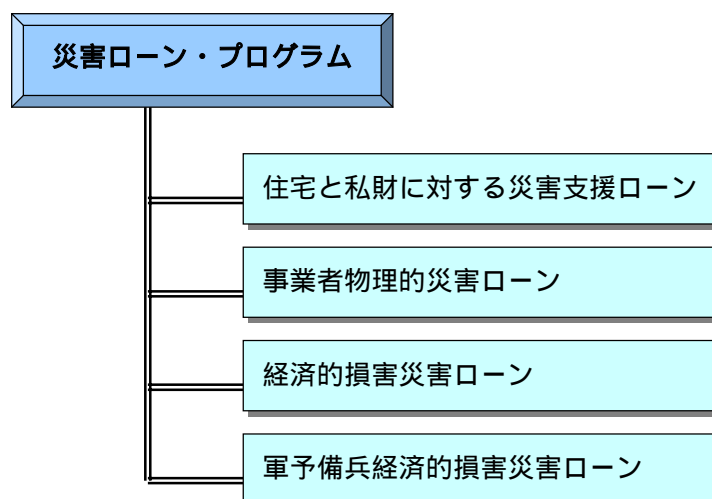 災害ローン・プログラム
住宅と私財に対する災害支援ローン
事業者物理的災害ローン
経済的損害災害ローン
軍予備兵経済的損害災害ローン